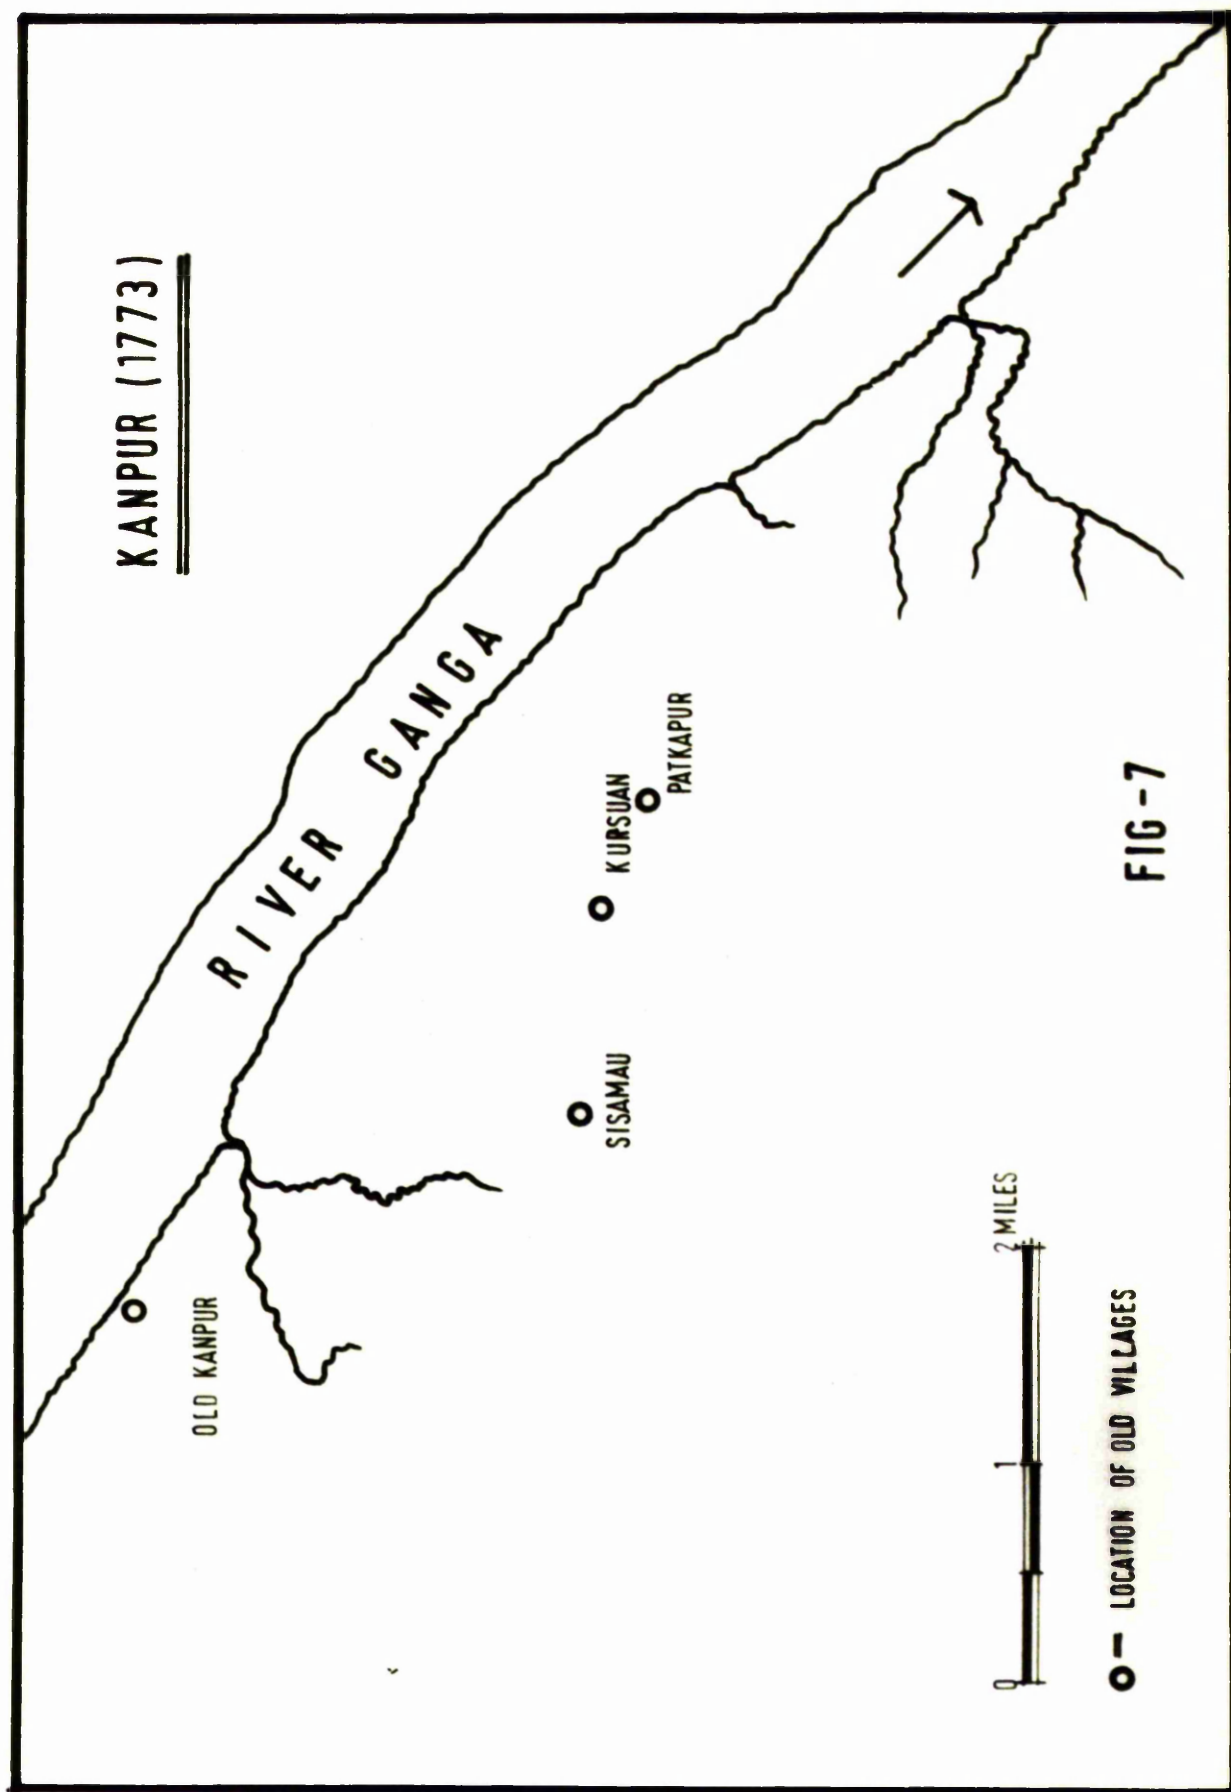 KANPUR (1773)
RIVER GANGA
OLD KANPUR
SISAMAU
KURSUAN
PATKAPUR
0 1 2 MILES
LOCATION OF OLD VILLAGES
FIG-7